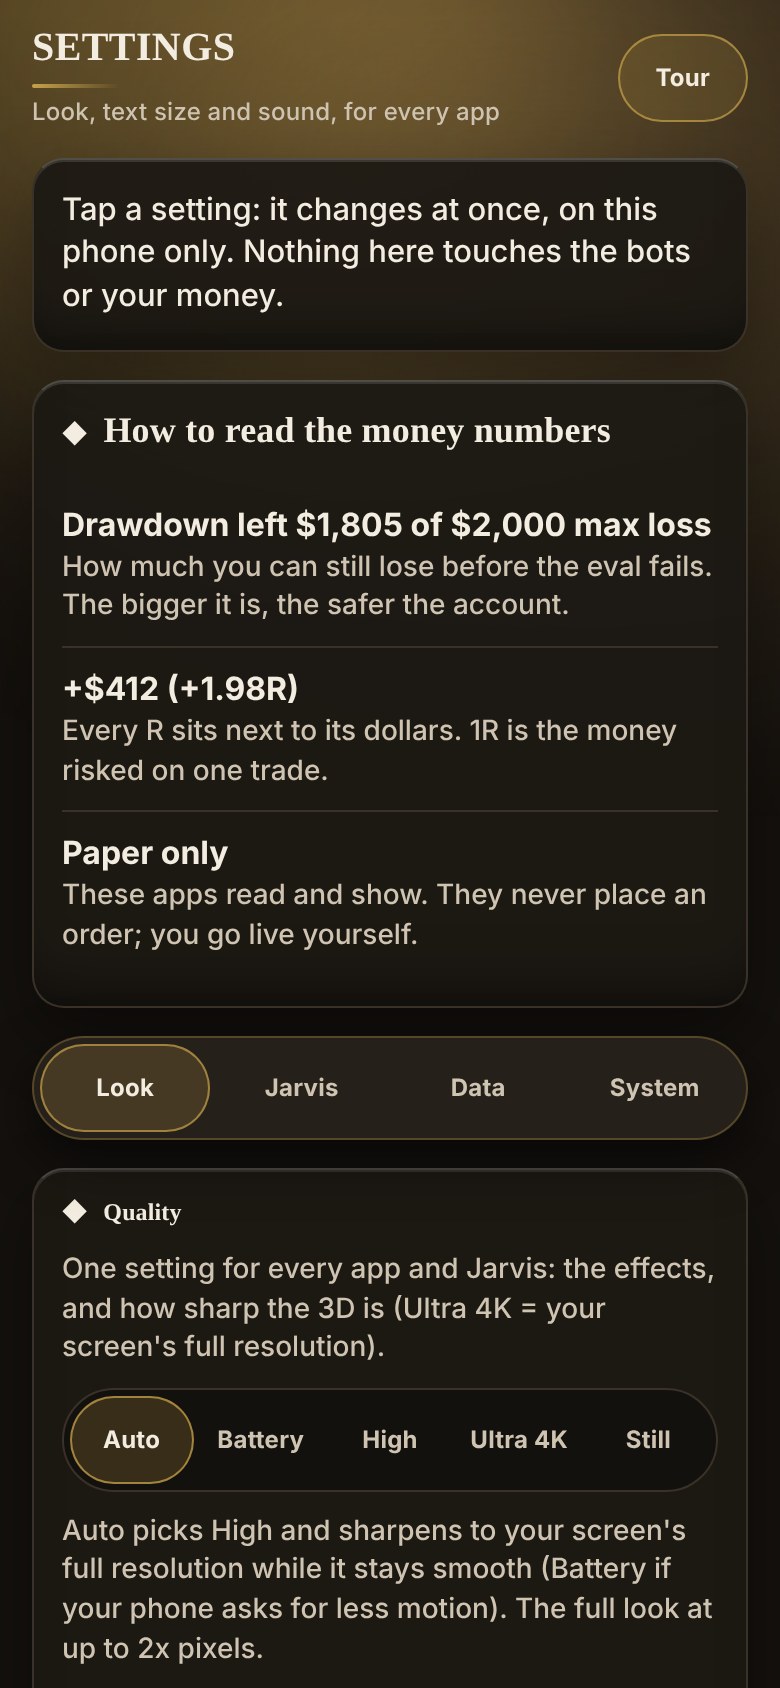 SETTINGS
Tour
Look, text size and sound, for every app
Tap a setting: it changes at once, on this
phone only. Nothing here touches the bots
or your money.
How to read the money numbers
Drawdown left $1,805 of $2,000 max loss
How much you can still lose before the eval fails.
The bigger it is, the safer the account.
+$412 (+1.98R)
Every R sits next to its dollars. 1R is the money
risked on one trade.
Paper only
These apps read and show. They never place an
order; you go live yourself.
Look Jarvis Data System
Quality
One setting for every app and Jarvis: the effects,
and how sharp the 3D is (Ultra 4K = your
screen's full resolution).
Auto Battery High Ultra 4K Still
Auto picks High and sharpens to your screen's
full resolution while it stays smooth (Battery if
your phone asks for less motion). The full look at
up to 2x pixels.